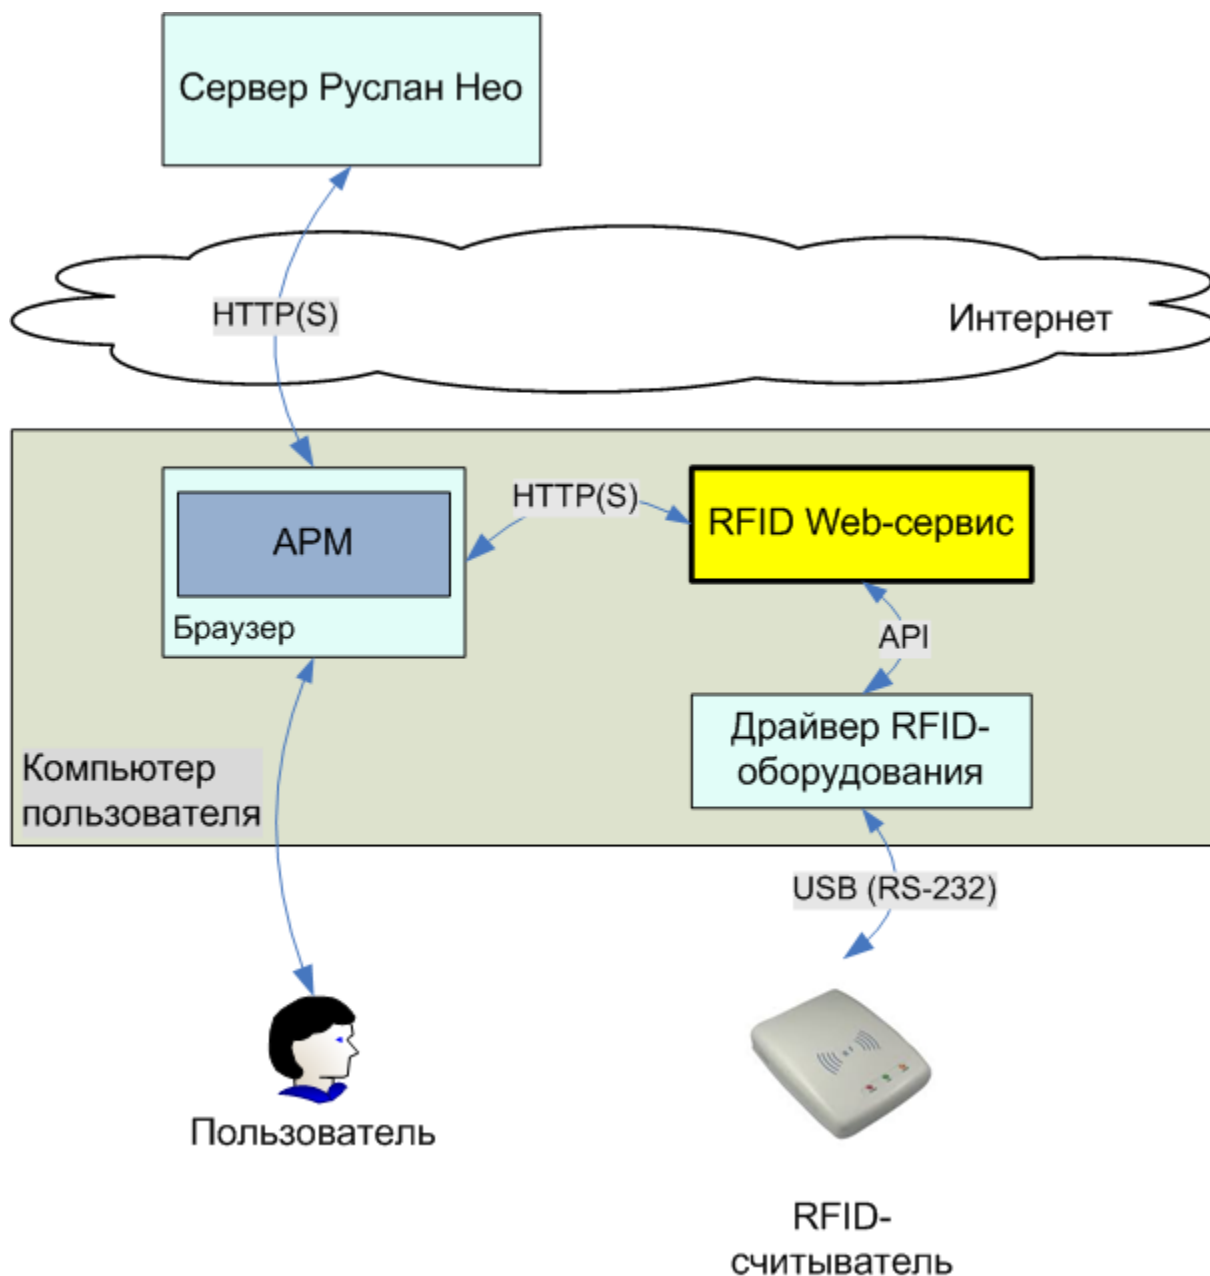 Сервер Руслан Нео
HTTP(S)
Интернет
АРМ
Браузер
HTTP(S)
RFID Web-сервис
API
Драйвер RFID-
оборудования
Компьютер
пользователя
USB (RS-232)
Пользователь
RFID-
считыватель